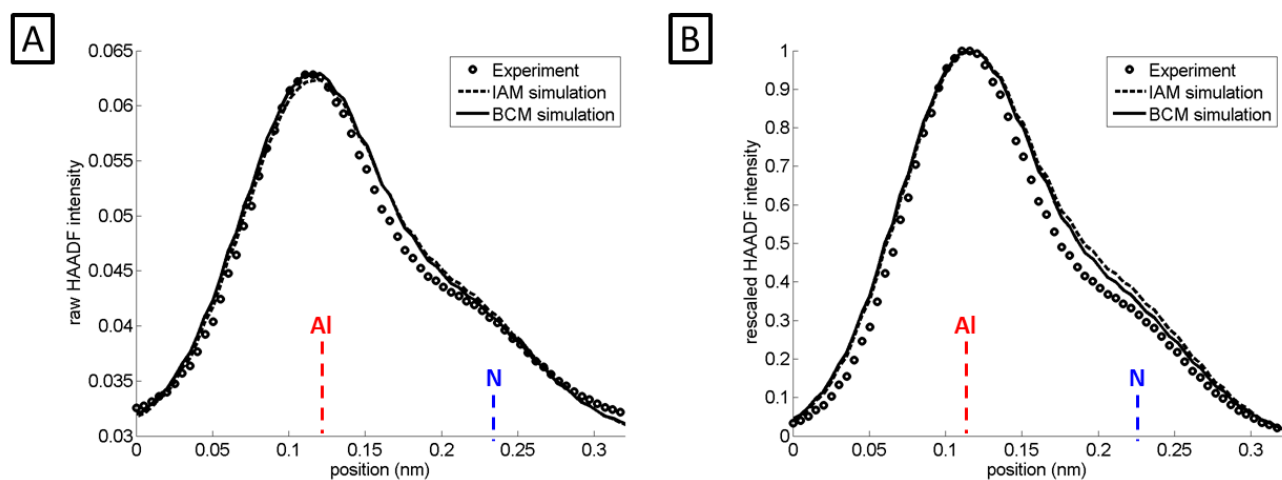 A
0.065
0.06
0.055
0.05
0.045
0.04
0.035
0.03
raw HAADF intensity
Experiment
IAM simulation
BCM simulation
Al
N
0 0.05 0.1 0.15 0.2 0.25 0.3
position (nm)
B
1
0.9
0.8
0.7
0.6
0.5
0.4
0.3
0.2
0.1
0
rescaled HAADF intensity
Experiment
IAM simulation
BCM simulation
Al
N
0 0.05 0.1 0.15 0.2 0.25 0.3
position (nm)